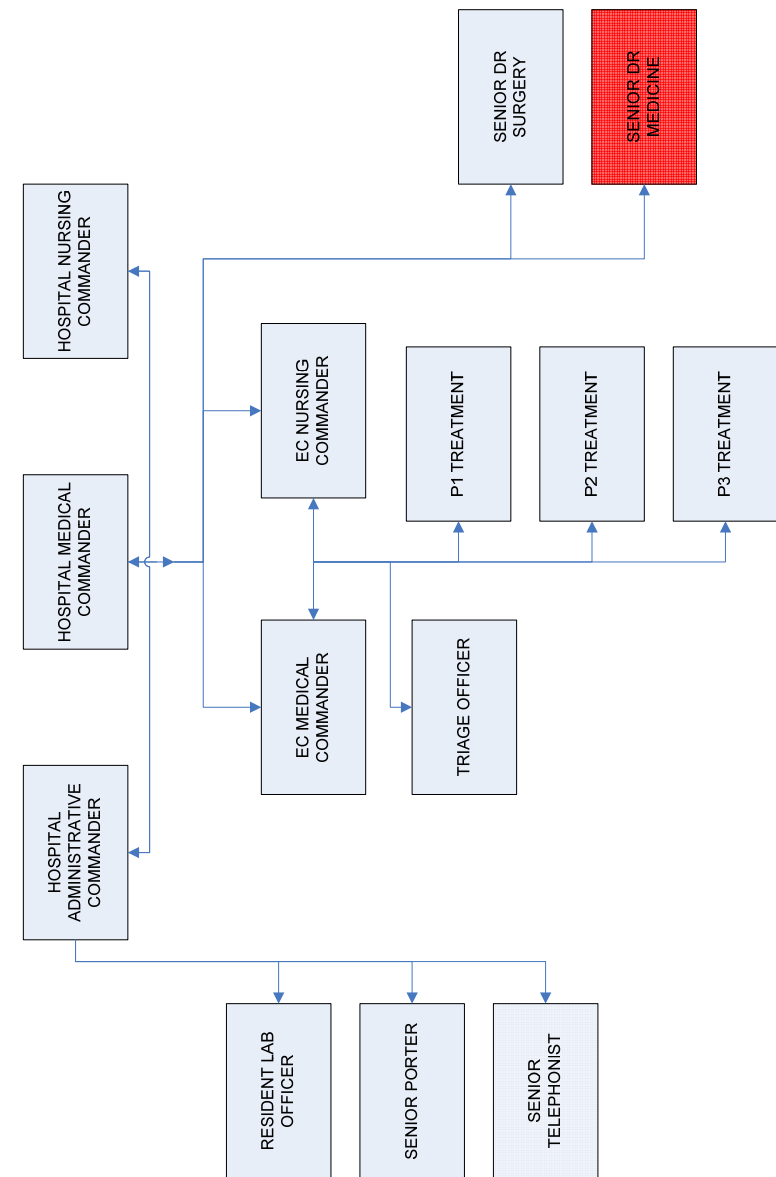 HOSPITAL
ADMINISTRATIVE
COMMANDER
HOSPITAL MEDICAL
COMMANDER
HOSPITAL NURSING
COMMANDER
RESIDENT LAB
OFFICER
SENIOR PORTER
SENIOR
TELEPHONIST
EC MEDICAL
COMMANDER
EC NURSING
COMMANDER
TRIAGE OFFICER
P1 TREATMENT
P2 TREATMENT
P3 TREATMENT
SENIOR DR
SURGERY
SENIOR DR
MEDICINE